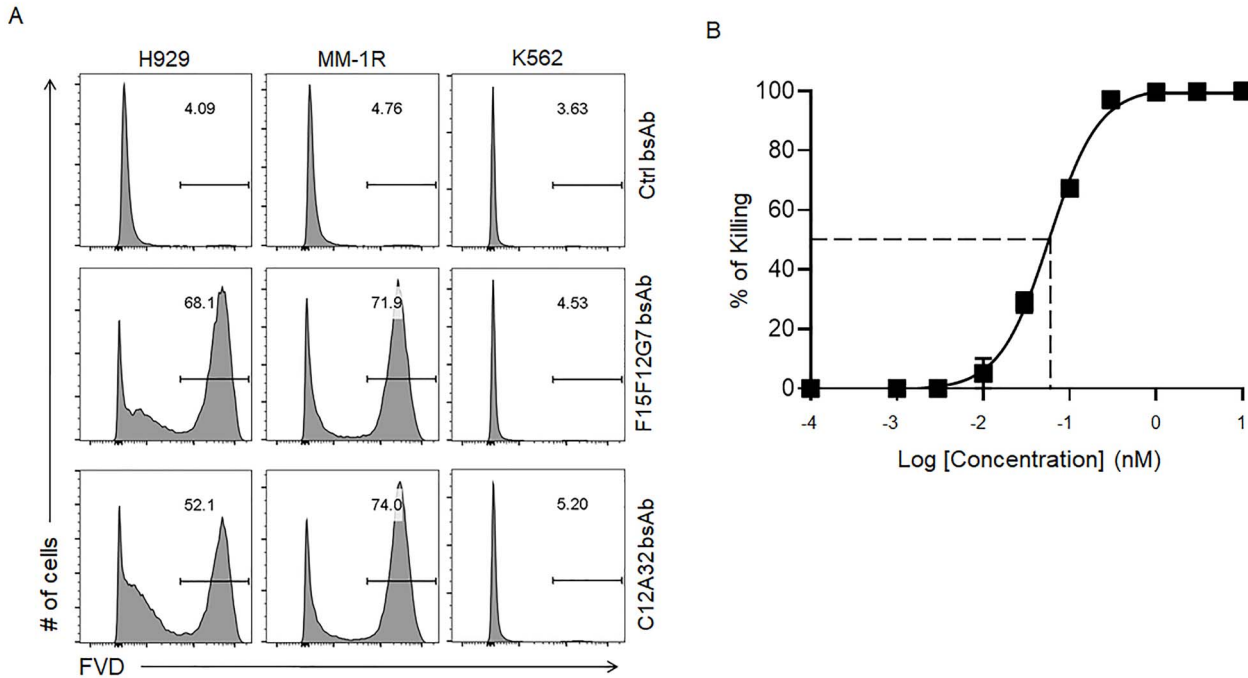 A
H929 MM-1R K562
4.09 4.76 3.63
Ctrl bsAb
68.1 71.9 4.53
F15F12G7 bsAb
52.1 74.0 5.20
C12A32 bsAb
# of cells
FVD
B
100
80
60
40
20
0
-4 -3 -2 -1 0 1
% of Killing
Log [Concentration] (nM)